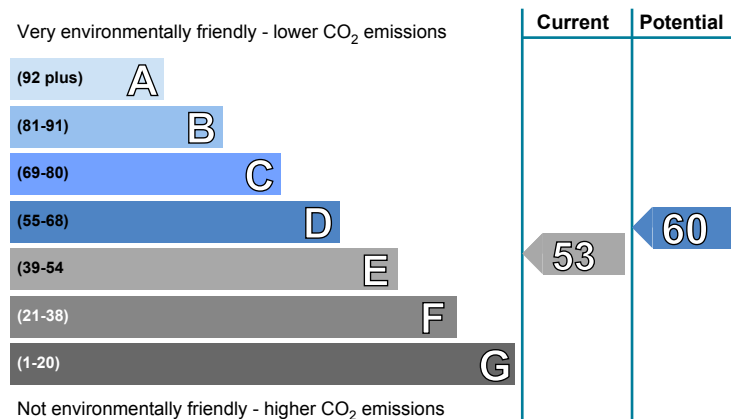 Very environmentally friendly - lower CO2 emissions
Current
Potential
(92 plus) A
(81-91) B
(69-80) C
(55-68) D
60
(39-54 E
53
(21-38) F
(1-20) G
Not environmentally friendly - higher CO2 emissions